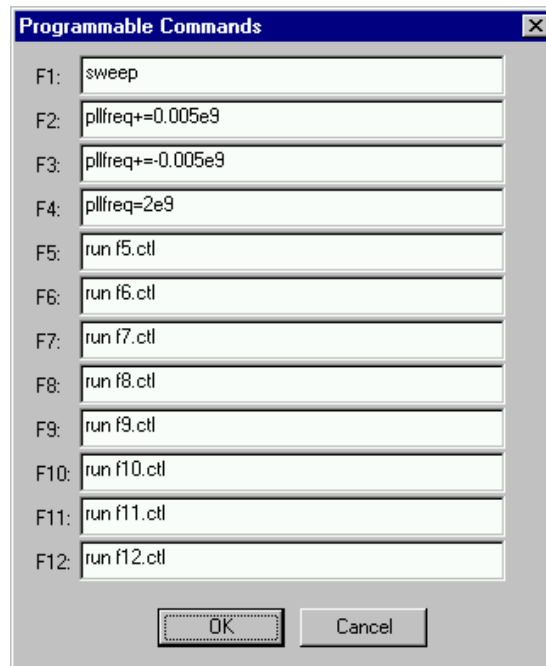 Programmable Commands
F1: sweep
F2: pllfreq+=0.005e9
F3: pllfreq+=-0.005e9
F4: pllfreq=2e9
F5: run f5.ctl
F6: run f6.ctl
F7: run f7.ctl
F8: run f8.ctl
F9: run f9.ctl
F10: run f10.ctl
F11: run f11.ctl
F12: run f12.ctl
OK Cancel